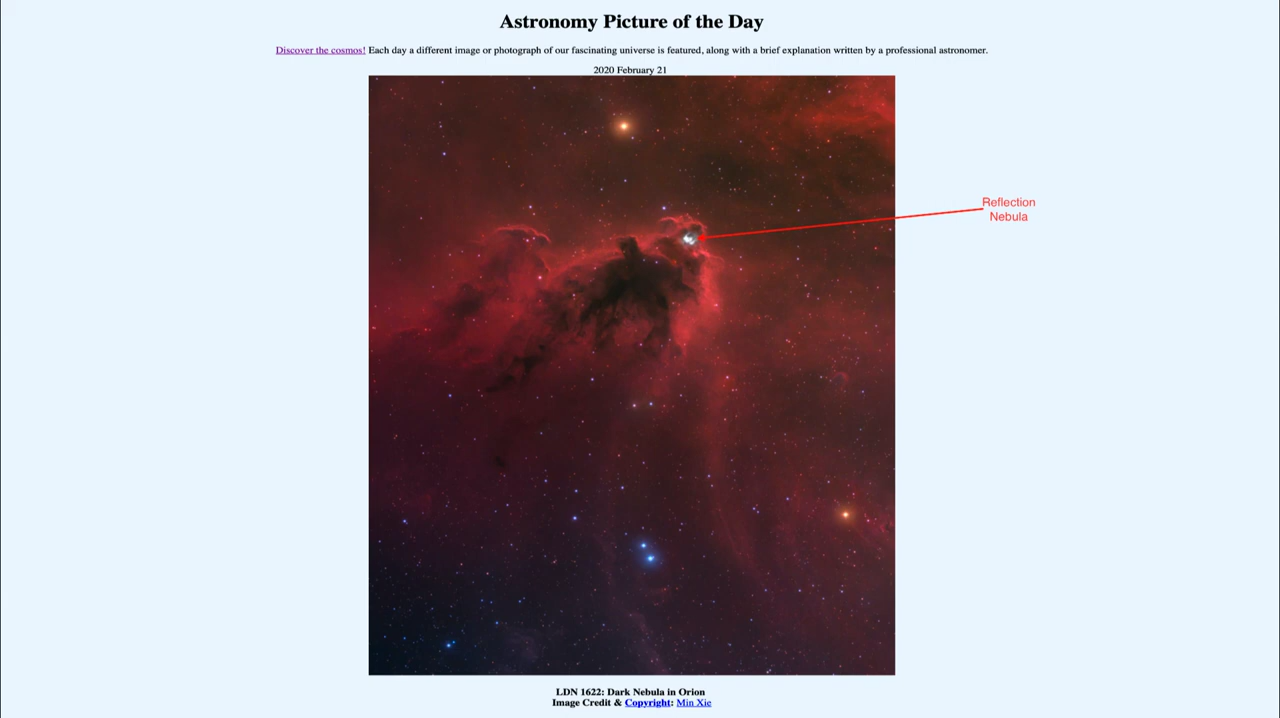 Astronomy Picture of the Day
Discover the cosmos! Each day a different image or photograph of our fascinating universe is featured, along with a brief explanation written by a professional astronomer.
2020 February 21
Reflection
Nebula
LDN 1622: Dark Nebula in Orion
Image Credit & Copyright: Min Xie